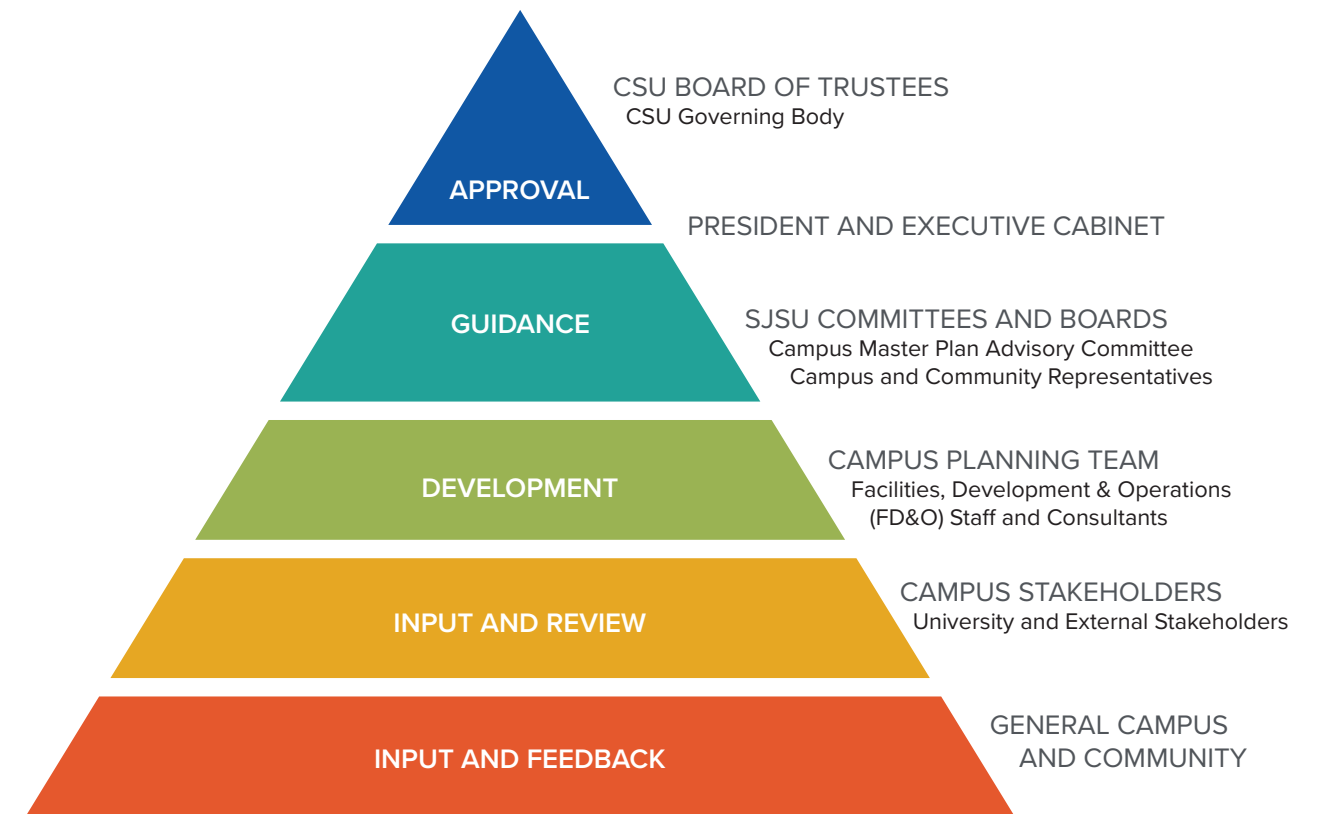 CSU BOARD OF TRUSTEES
CSU Governing Body
APPROVAL
PRESIDENT AND EXECUTIVE CABINET
GUIDANCE
SJSU COMMITTEES AND BOARDS
Campus Master Plan Advisory Committee
Campus and Community Representatives
DEVELOPMENT
CAMPUS PLANNING TEAM
Facilities, Development & Operations
(FD&O) Staff and Consultants
INPUT AND REVIEW
CAMPUS STAKEHOLDERS
University and External Stakeholders
INPUT AND FEEDBACK
GENERAL CAMPUS
AND COMMUNITY